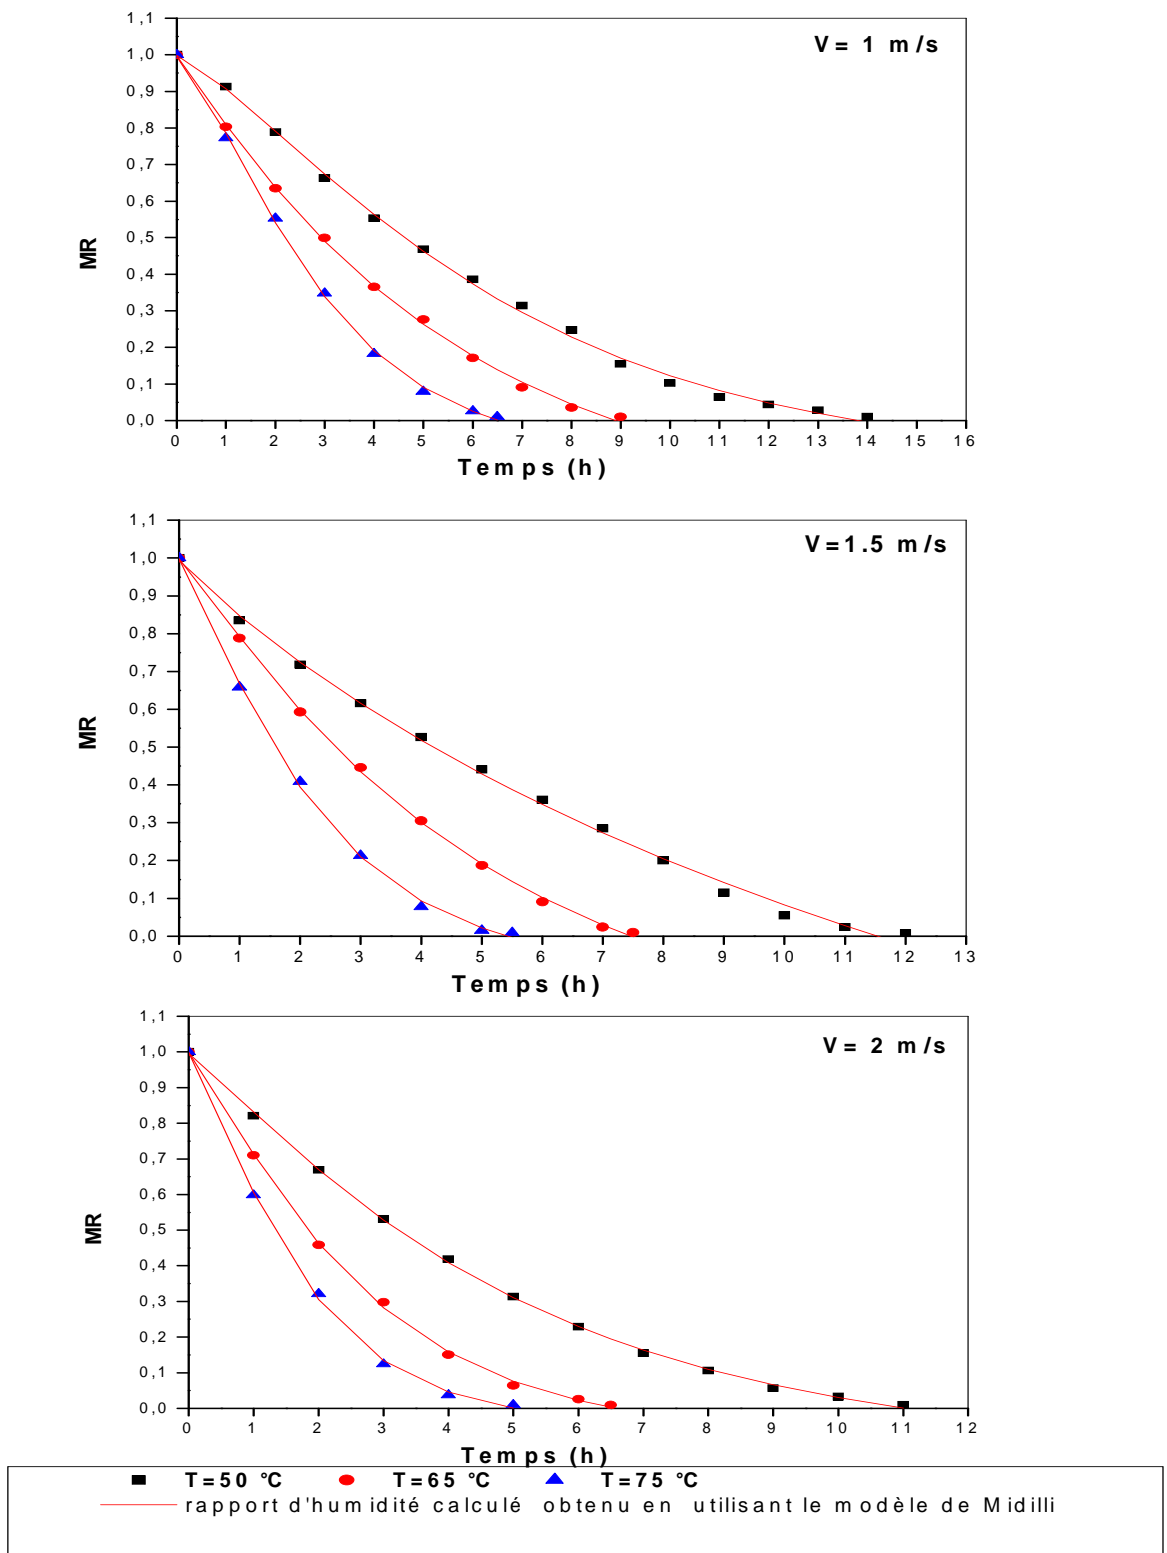 V= 1 m/s
1,1
1,0
0,9
0,8
0,7
0,6
0,5
0,4
0,3
0,2
0,1
0,0
MR
0 1 2 3 4 5 6 7 8 9 10 11 12 13 14 15 16
Temps (h)
V=1.5 m/s
1,1
1,0
0,9
0,8
0,7
0,6
0,5
0,4
0,3
0,2
0,1
0,0
MR
0 1 2 3 4 5 6 7 8 9 10 11 12 13
Temps (h)
V= 2 m/s
1,1
1,0
0,9
0,8
0,7
0,6
0,5
0,4
0,3
0,2
0,1
0,0
MR
0 1 2 3 4 5 6 7 8 9 10 11 12
Temps (h)
T=50 °C T=65 °C T=75 °C
rapport d'humidité calculé obtenu en utilisant le modèle de Midilli